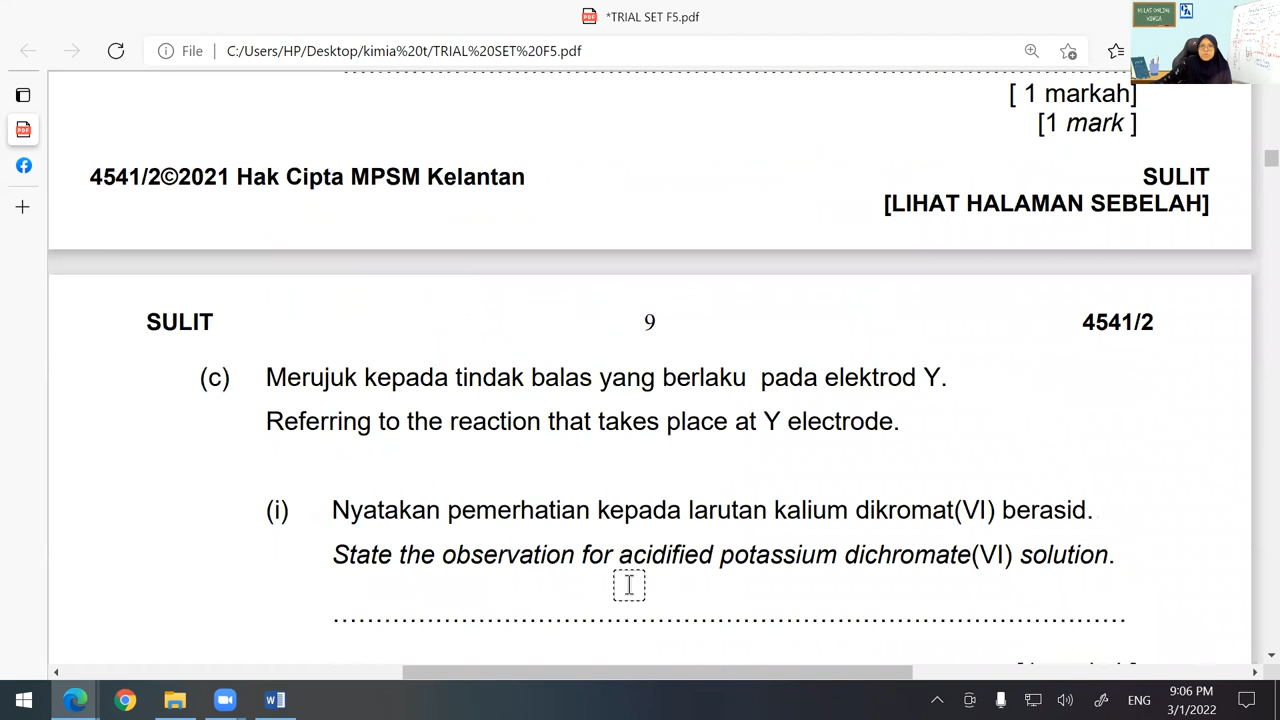 *TRIAL SET F5.pdf
File
C:/Users/HP/Desktop/kimia%20t/TRIAL%20SET%20F5.pdf
KELAS ONLINE
KIMIA
[ 1 markah]
[1 mark ]
4541/2©2021 Hak Cipta MPSM Kelantan
SULIT
[LIHAT HALAMAN SEBELAH]
SULIT
9
4541/2
(c) Merujuk kepada tindak balas yang berlaku pada elektrod Y.
Referring to the reaction that takes place at Y electrode.
(i) Nyatakan pemerhatian kepada larutan kalium dikromat(VI) berasid.
State the observation for acidified potassium dichromate(VI) solution.
ENG
9:06 PM
3/1/2022